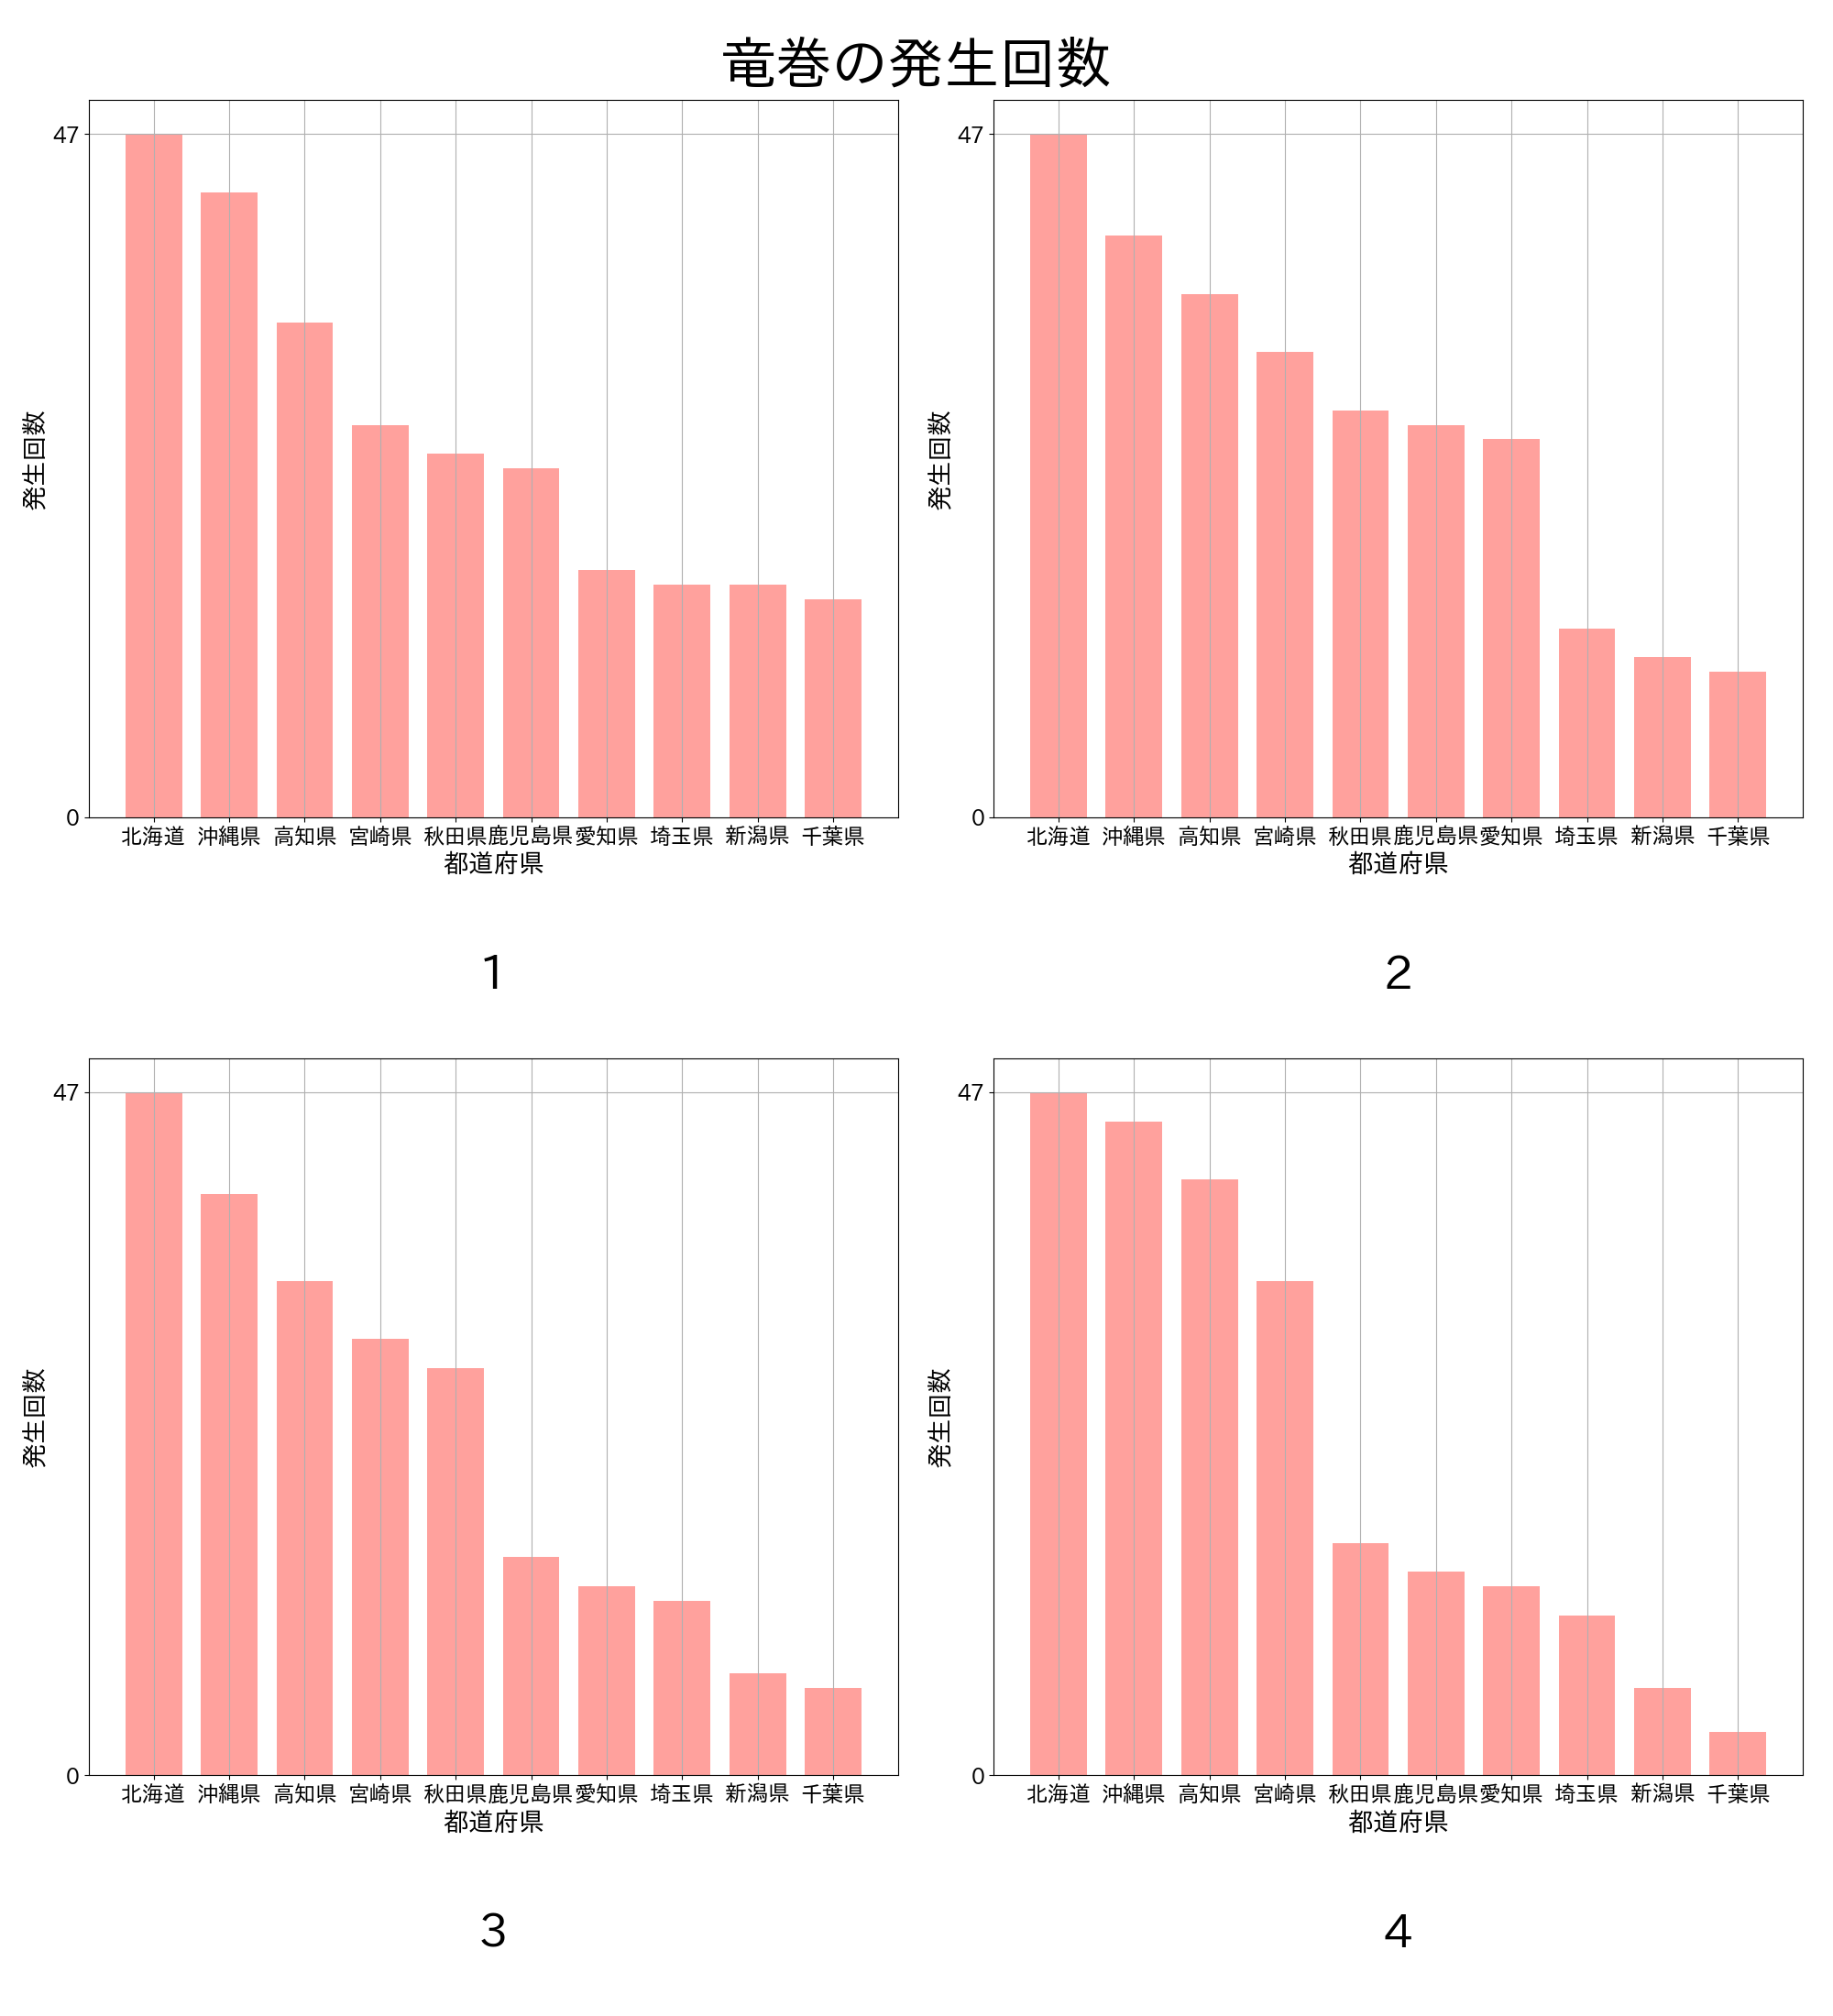 竜巻の発生回数
47
0
発生回数
北海道 沖縄県 高知県 宮崎県 秋田県 鹿児島県 愛知県 埼玉県 新潟県 千葉県
都道府県
1
47
0
発生回数
北海道 沖縄県 高知県 宮崎県 秋田県 鹿児島県 愛知県 埼玉県 新潟県 千葉県
都道府県
2
47
0
発生回数
北海道 沖縄県 高知県 宮崎県 秋田県 鹿児島県 愛知県 埼玉県 新潟県 千葉県
都道府県
3
47
0
発生回数
北海道 沖縄県 高知県 宮崎県 秋田県 鹿児島県 愛知県 埼玉県 新潟県 千葉県
都道府県
4